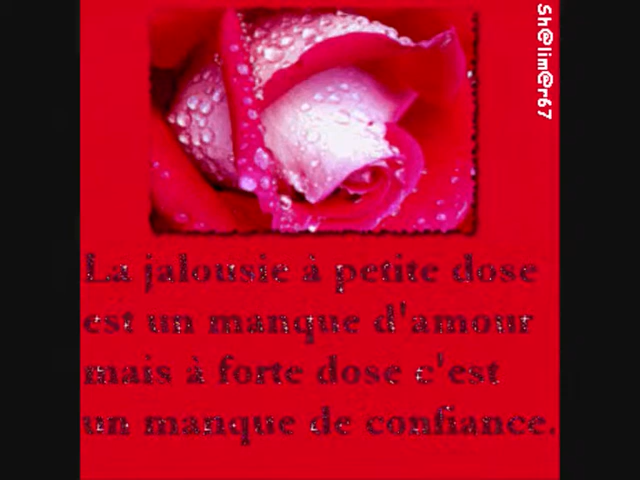 Sh@lim@r67
La jalousie à petite dose
est un manque d'amour
mais à forte dose c'est
un manque de confiance.